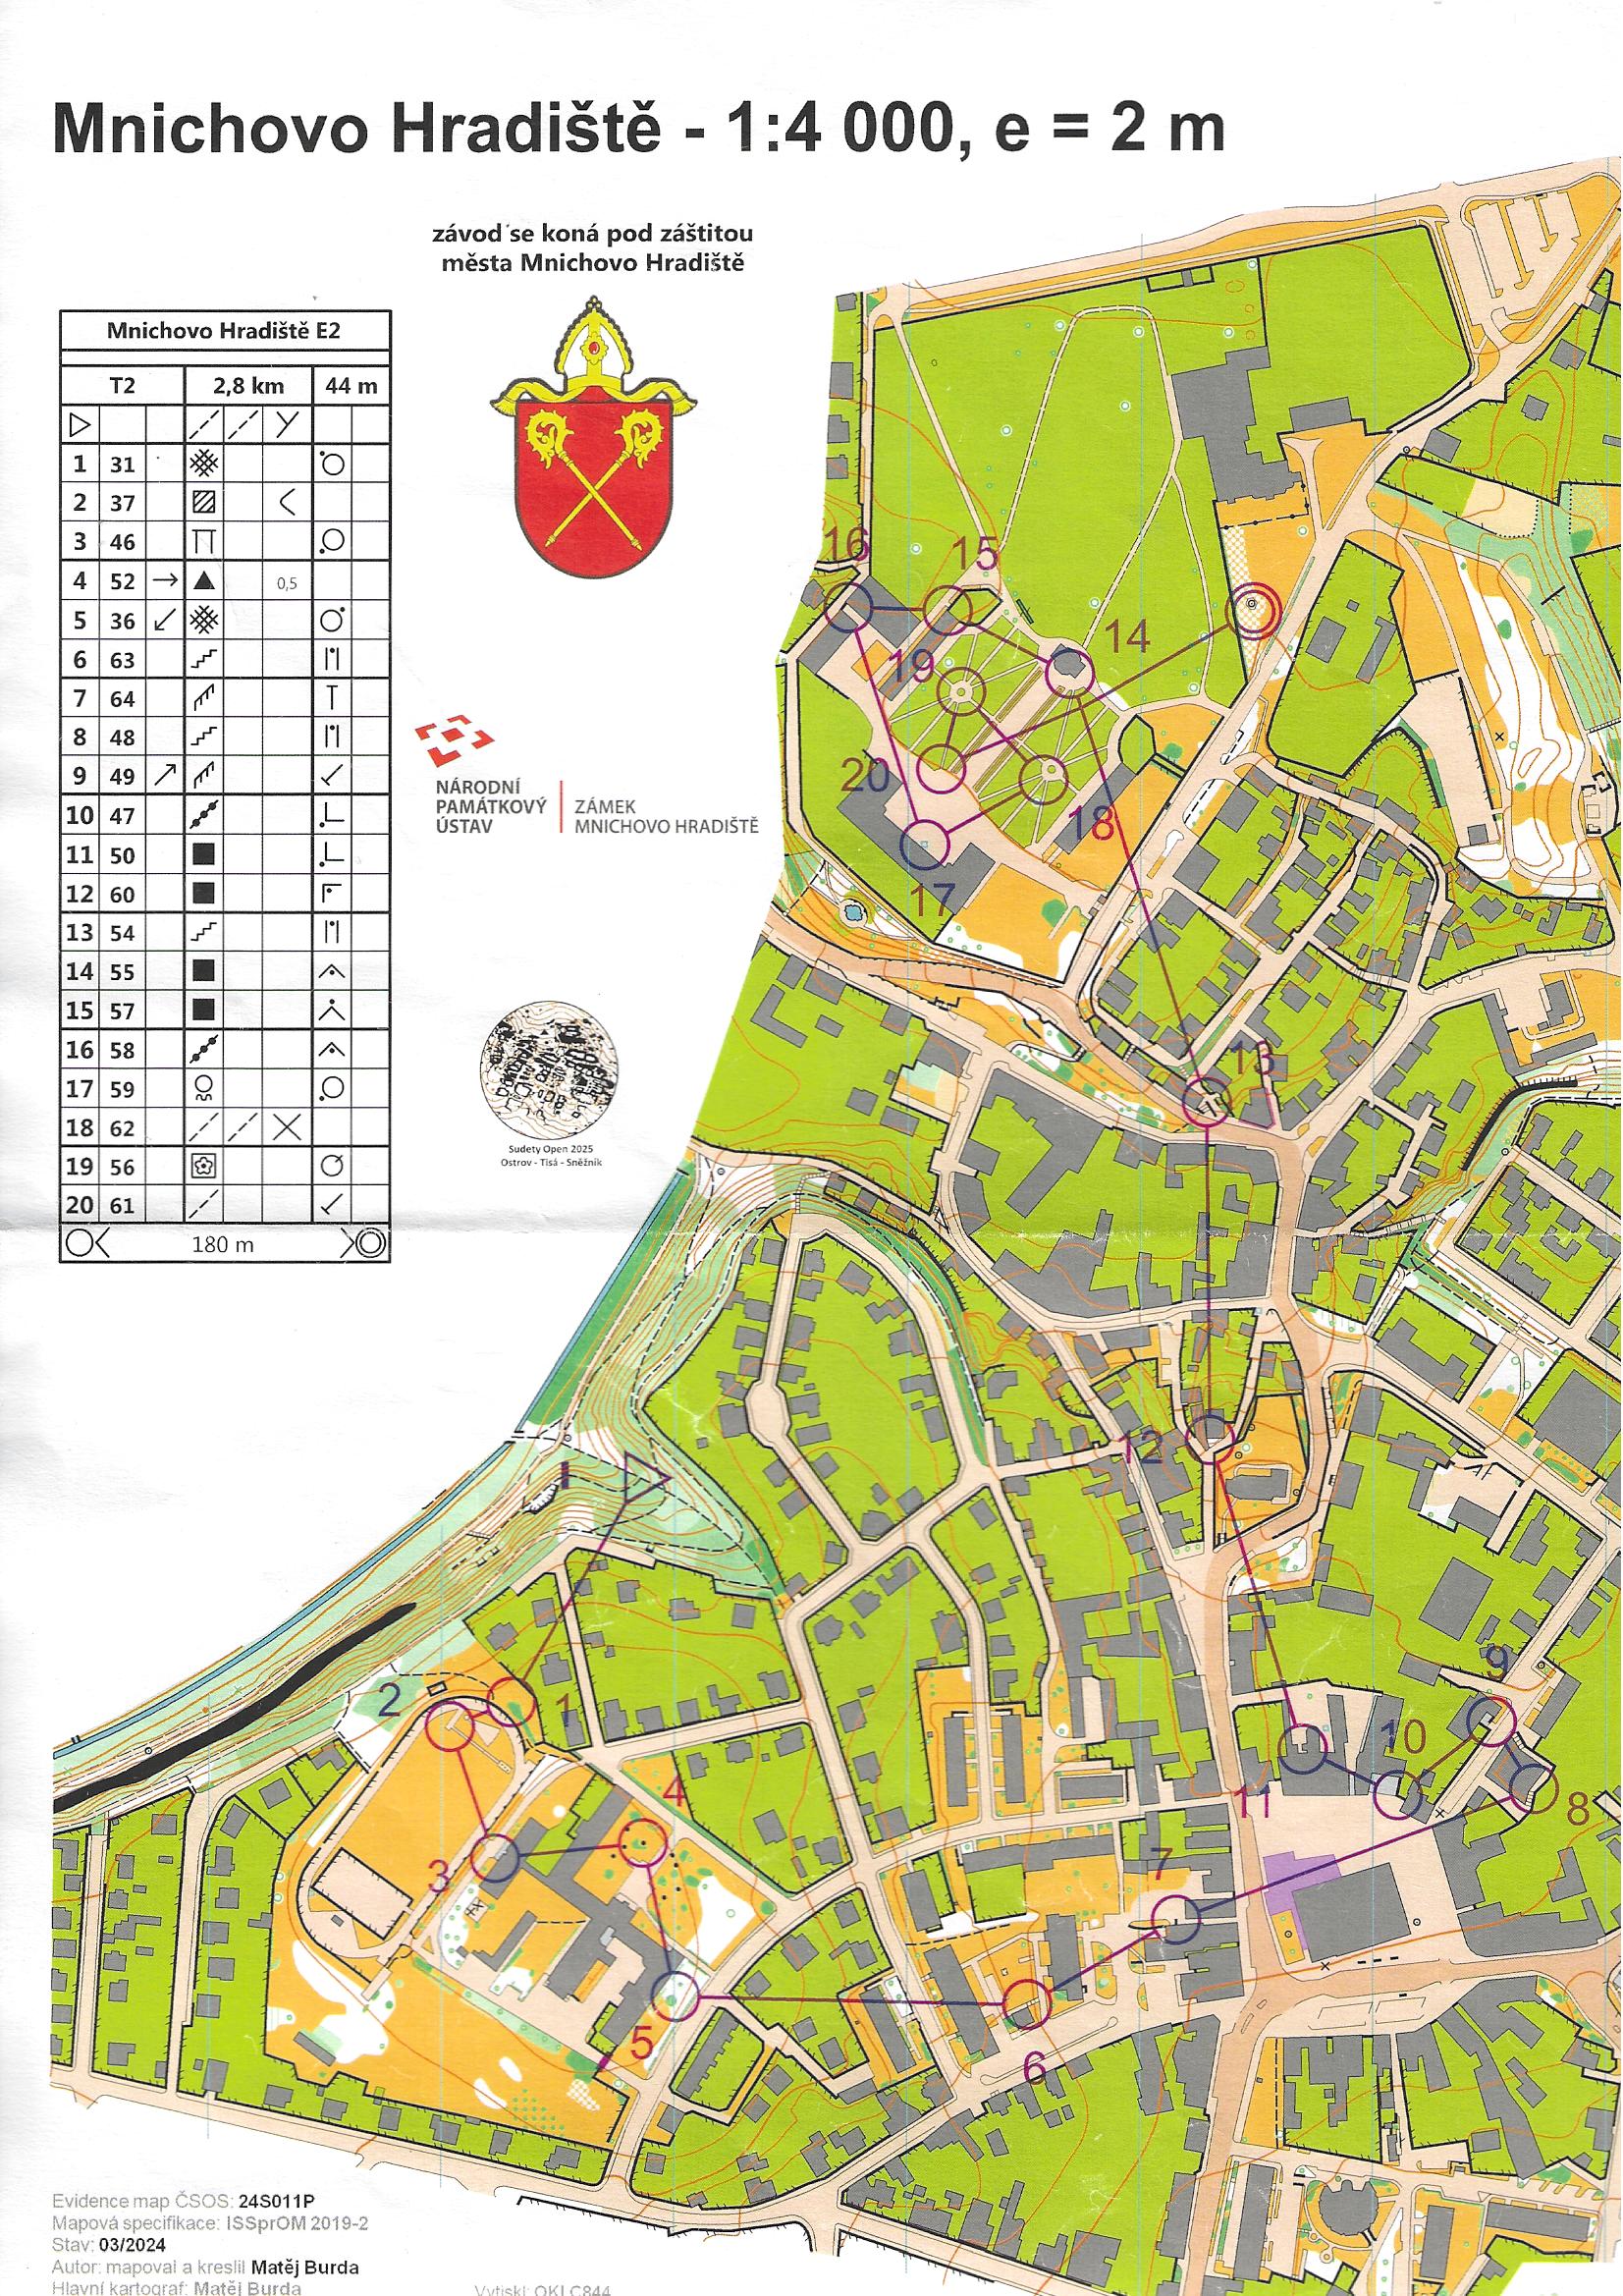 Mnichovo Hradiště - 1:4 000, e = 2 m
závod se koná pod záštitou
města Mnichovo Hradiště
Mnichovo Hradiště E2
T2 2,8 km 44 m
1 31
2 37
3 46
4 52 0,5
5 36
6 63
7 64
8 48
9 49
10 47
11 50
12 60
13 54
14 55
15 57
16 58
17 59
18 62
19 56
20 61
180 m
NÁRODNÍ
PAMÁTKOVÝ
ÚSTAV
ZÁMEK
MNICHOVO HRADIŠTĚ
Sudety Open 2025
Ostrov - Tisá - Sněžník
16
15
14
19
20
18
17
13
12
2
1
9
10
4
11
8
3
7
5
6
Evidence map ČSOS: 24S011P
Mapová specifikace: ISSprOM 2019-2
Stav: 03/2024
Autor: mapoval a kreslil Matěj Burda
Hlavní kartograf: Matěj Burda
Vytiskl: OKLC844